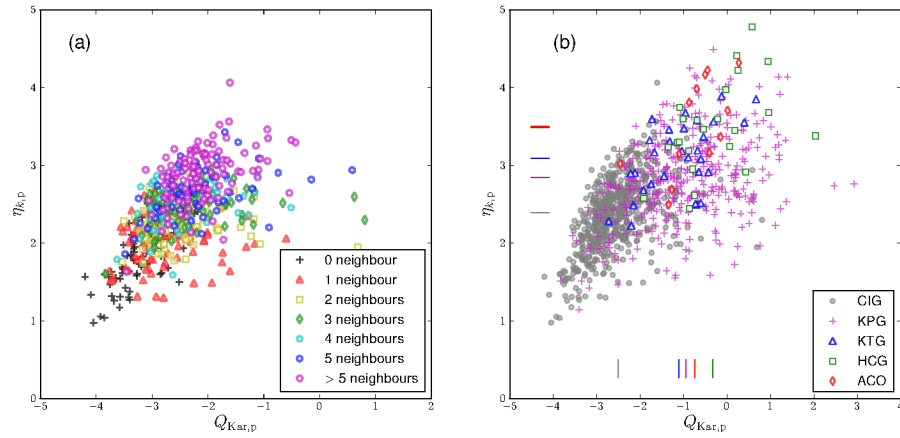 (a)
η_{k,p}
5
4
3
2
1
0
−5
−4
−3
−2
−1
0
1
2
Q_{Kar,p}
0 neighbour
1 neighbour
2 neighbours
3 neighbours
4 neighbours
5 neighbours
> 5 neighbours
(b)
η_{k,p}
5
4
3
2
1
0
−5
−4
−3
−2
−1
0
1
2
3
4
Q_{Kar,p}
CIG
KPG
KTG
HCG
ACO